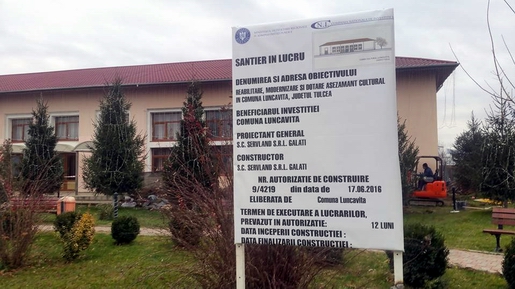 SANTIER IN LUCRU
DENUMIREA SI ADRESA OBIECTIVULUI
REABILITARE, MODERNIZARE SI DOTARE ASEZAMANT CULTURAL
IN COMUNA LUNCAVITA, JUDETUL TULCEA
BENEFICIARUL INVESTITIEI
COMUNA LUNCAVITA
PROIECTANT GENERAL
S.C. SERVLAND S.R.L. GALATI
CONSTRUCTOR
S.C. SERVLAND S.R.L. GALATI
NR. AUTORIZATIE DE CONSTRUIRE
9/4219 din data de 17.06.2016
ELIBERATA DE Comuna Luncavita
TERMEN DE EXECUTARE A LUCRARILOR,
PREVAZUT IN AUTORIZATIE: 12 LUNI
DATA INCEPERII CONSTRUCTIEI :
DATA FINALIZARII CONSTRUCTIEI :